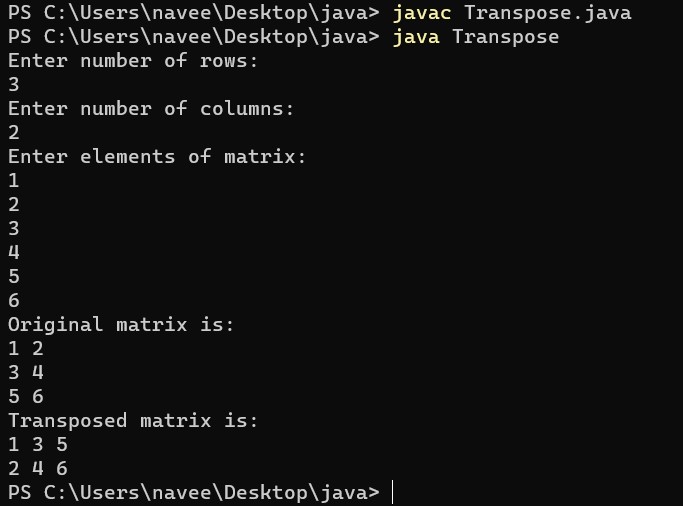 PS C:\Users\navee\Desktop\java> javac Transpose.java
PS C:\Users\navee\Desktop\java> java Transpose
Enter number of rows:
3
Enter number of columns:
2
Enter elements of matrix:
1
2
3
4
5
6
Original matrix is:
1 2
3 4
5 6
Transposed matrix is:
1 3 5
2 4 6
PS C:\Users\navee\Desktop\java>